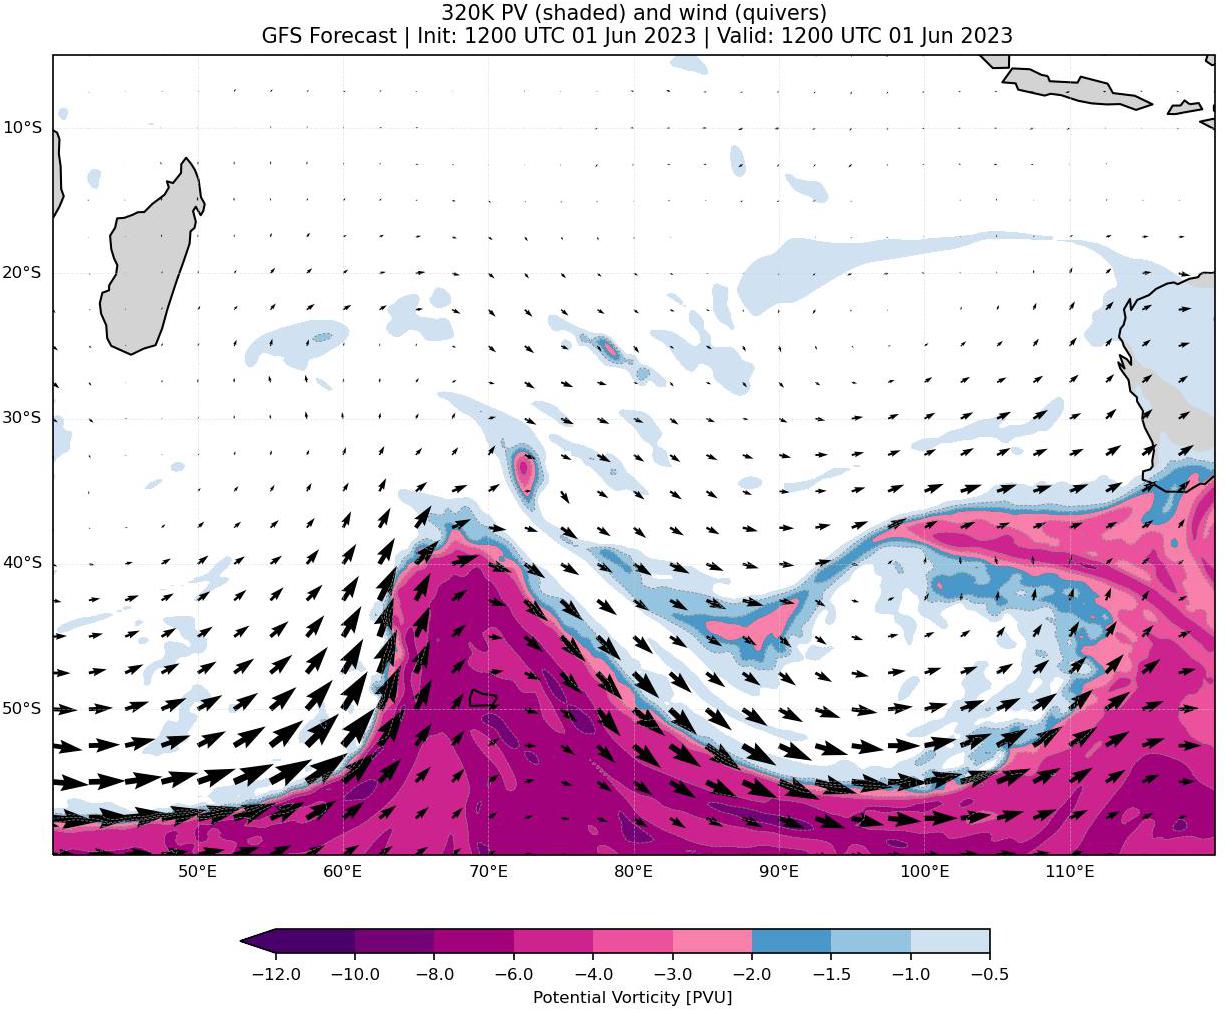 320K PV (shaded) and wind (quivers)
GFS Forecast | Init: 1200 UTC 01 Jun 2023 | Valid: 1200 UTC 01 Jun 2023
10°S
20°S
30°S
40°S
50°S
50°E 60°E 70°E 80°E 90°E 100°E 110°E
−12.0 −10.0 −8.0 −6.0 −4.0 −3.0 −2.0 −1.5 −1.0 −0.5
Potential Vorticity [PVU]